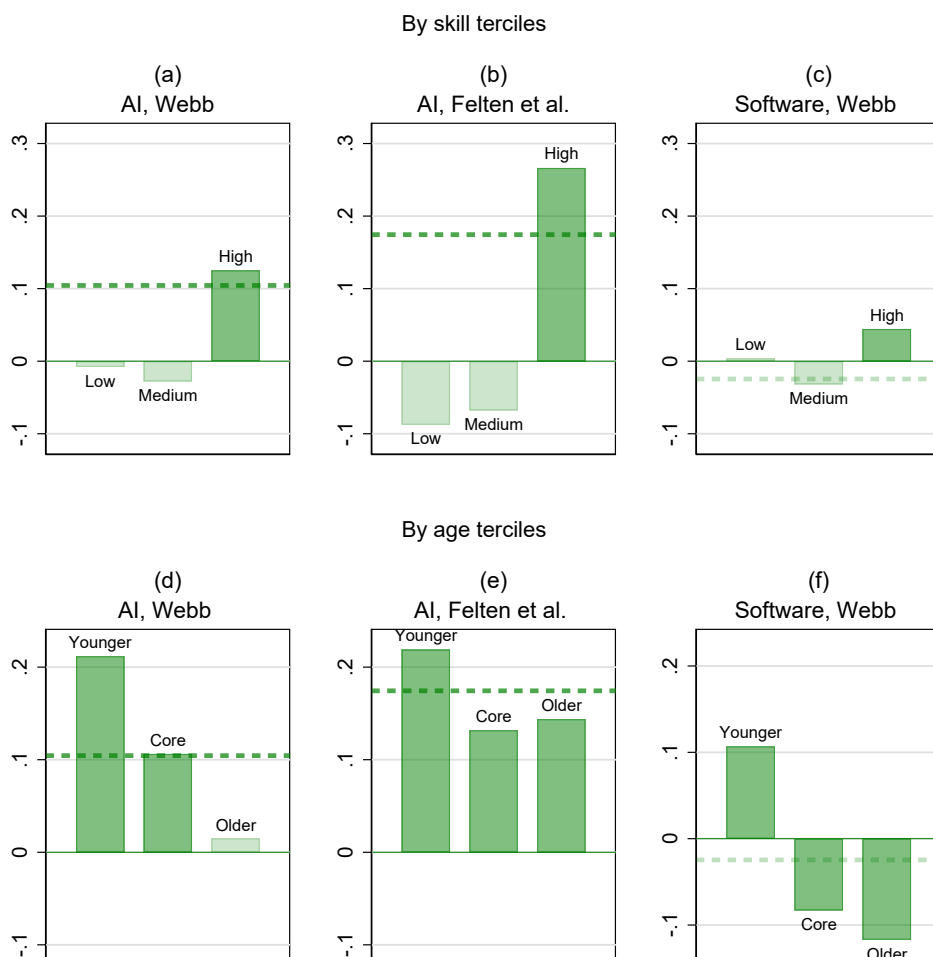 By skill terciles
(a)
AI, Webb
(b)
AI, Felten et al.
(c)
Software, Webb
.3
.2
.1
0
-.1
Low
Medium
High
.3
.2
.1
0
-.1
Low
Medium
High
.3
.2
.1
0
-.1
Low
Medium
High
By age terciles
(d)
AI, Webb
(e)
AI, Felten et al.
(f)
Software, Webb
.2
.1
0
-.1
Younger
Core
Older
.2
.1
0
-.1
Younger
Core
Older
.2
.1
0
-.1
Younger
Core
Older